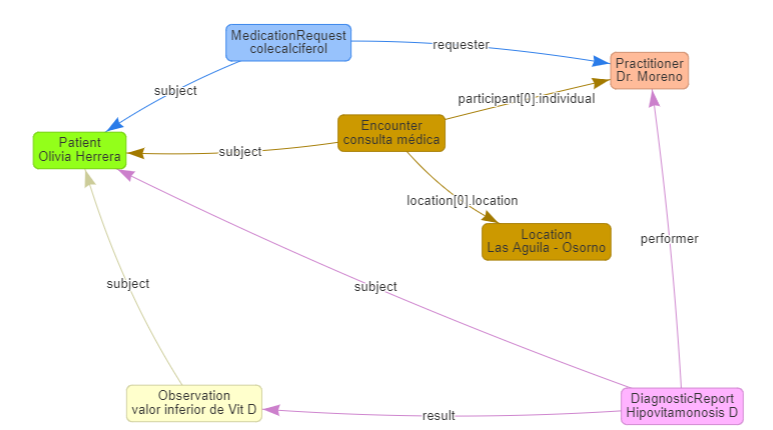 MedicationRequest
colecalciferol
requester
Practitioner
Dr. Moreno
subject
participant[0].individual
Encounter
consulta médica
Patient
Olivia Herrera
subject
location[0].location
Location
Las Aguila - Osorno
performer
subject
subject
Observation
valor inferior de Vit D
result
DiagnosticReport
Hipovitamonosis D